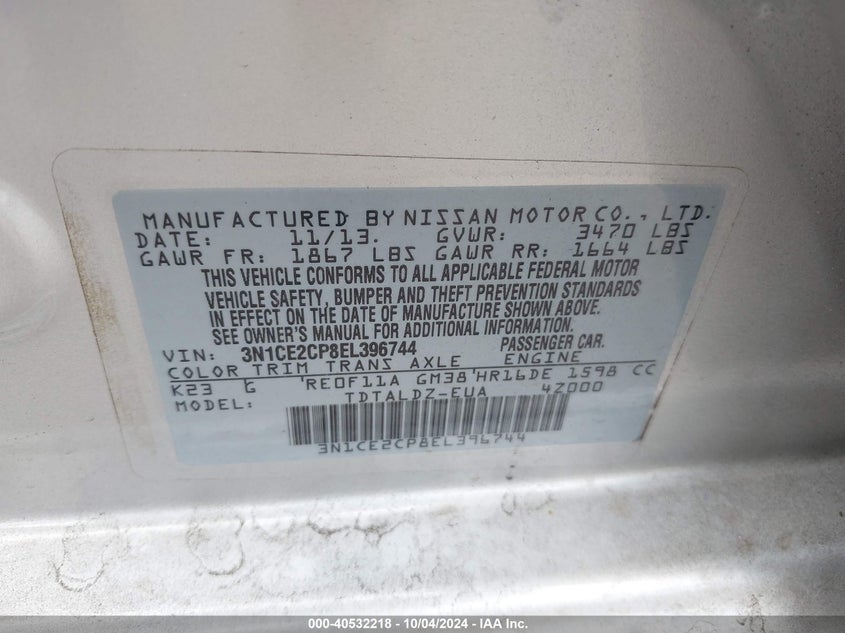 MANUFACTURED BY NISSAN MOTOR CO., LTD.
DATE: 11/13. GVWR: 3470 LBS
GAWR FR: 1867 LBS GAWR RR: 1664 LBS
THIS VEHICLE CONFORMS TO ALL APPLICABLE FEDERAL MOTOR
VEHICLE SAFETY, BUMPER AND THEFT PREVENTION STANDARDS
IN EFFECT ON THE DATE OF MANUFACTURE SHOWN ABOVE.
SEE OWNER'S MANUAL FOR ADDITIONAL INFORMATION.
VIN: 3N1CE2CP8EL396744 PASSENGER CAR.
COLOR TRIM TRANS AXLE ENGINE
K23 G RE0F11A GM38 HR16DE 1598 CC
MODEL: TDTALDZ-EUA 4Z000
3N1CE2CP8EL396744
000-40532218 - 10/04/2024 - IAA Inc.